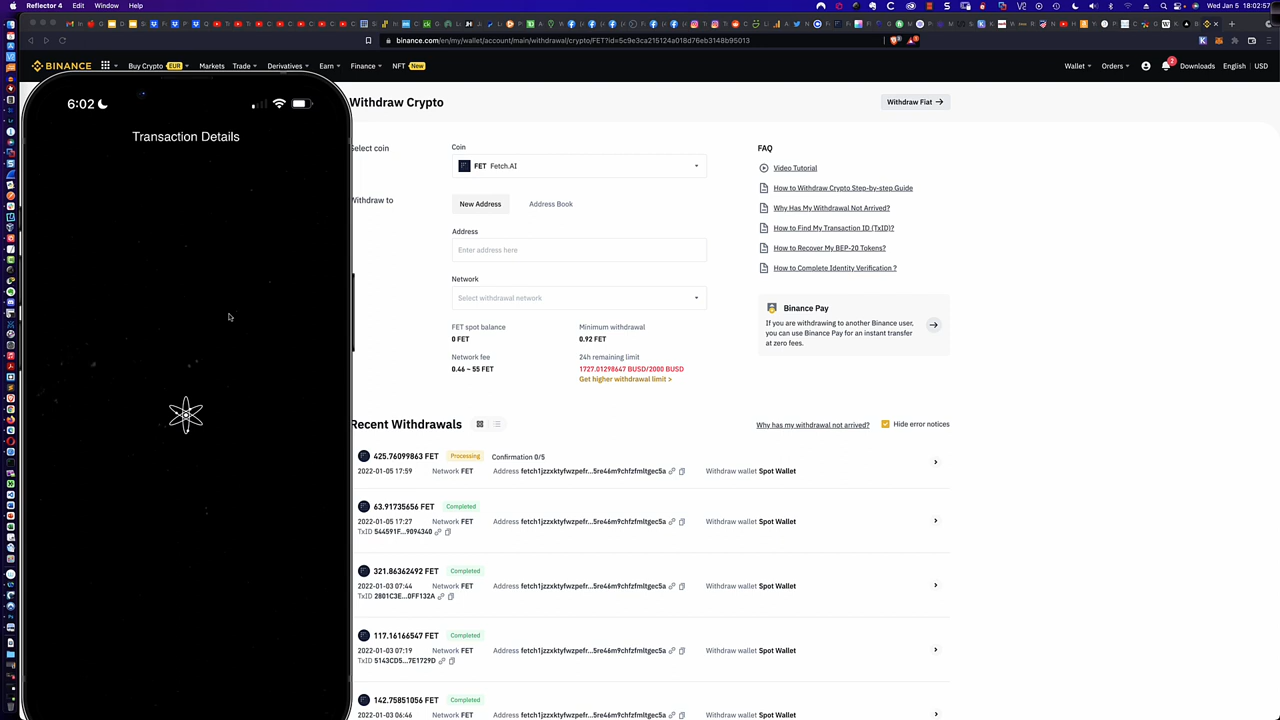 Reflector 4 Edit Window Help
Wed Jan 5 18:02:57
binance.com/en/my/wallet/account/main/withdrawal/crypto/FET?id=5c9e3ca215124a018d76eb3148b95013
BINANCE Buy Crypto EUR Markets Trade Derivatives Earn Finance NFT New
2
Wallet Orders Downloads English | USD
6:02
Transaction Details
Withdraw Crypto
Withdraw Fiat
Select coin
Coin
FET Fetch.AI
Withdraw to
New Address Address Book
Address
Enter address here
Network
Select withdrawal network
FET spot balance Minimum withdrawal
0 FET 0.92 FET
Network fee 24h remaining limit
0.46 ~ 55 FET 1727.01298647 BUSD/2000 BUSD
Get higher withdrawal limit >
FAQ
Video Tutorial
How to Withdraw Crypto Step-by-step Guide
Why Has My Withdrawal Not Arrived?
How to Find My Transaction ID (TxID)?
How to Recover My BEP-20 Tokens?
How to Complete Identity Verification ?
Binance Pay
If you are withdrawing to another Binance user,
you can use Binance Pay for an instant transfer
at zero fees.
Recent Withdrawals
Why has my withdrawal not arrived? Hide error notices
425.76099863 FET Processing Confirmation 0/5
2022-01-05 17:59 Network FET Address fetch1jzzxktyfwzpefr...5re46m9chfzfmltgec5a Withdraw wallet Spot Wallet
63.91735656 FET Completed
2022-01-05 17:27 Network FET Address fetch1jzzxktyfwzpefr...5re46m9chfzfmltgec5a Withdraw wallet Spot Wallet
TxID 544591F...9094340
321.86362492 FET Completed
2022-01-03 07:44 Network FET Address fetch1jzzxktyfwzpefr...5re46m9chfzfmltgec5a Withdraw wallet Spot Wallet
TxID 2801C3E...0FF132A
117.16166547 FET Completed
2022-01-03 07:19 Network FET Address fetch1jzzxktyfwzpefr...5re46m9chfzfmltgec5a Withdraw wallet Spot Wallet
TxID 5143CD5...7E1729D
142.75851056 FET Completed
2022-01-03 06:46 Network FET Address fetch1jzzxktyfwzpefr...5re46m9chfzfmltgec5a Withdraw wallet Spot Wallet